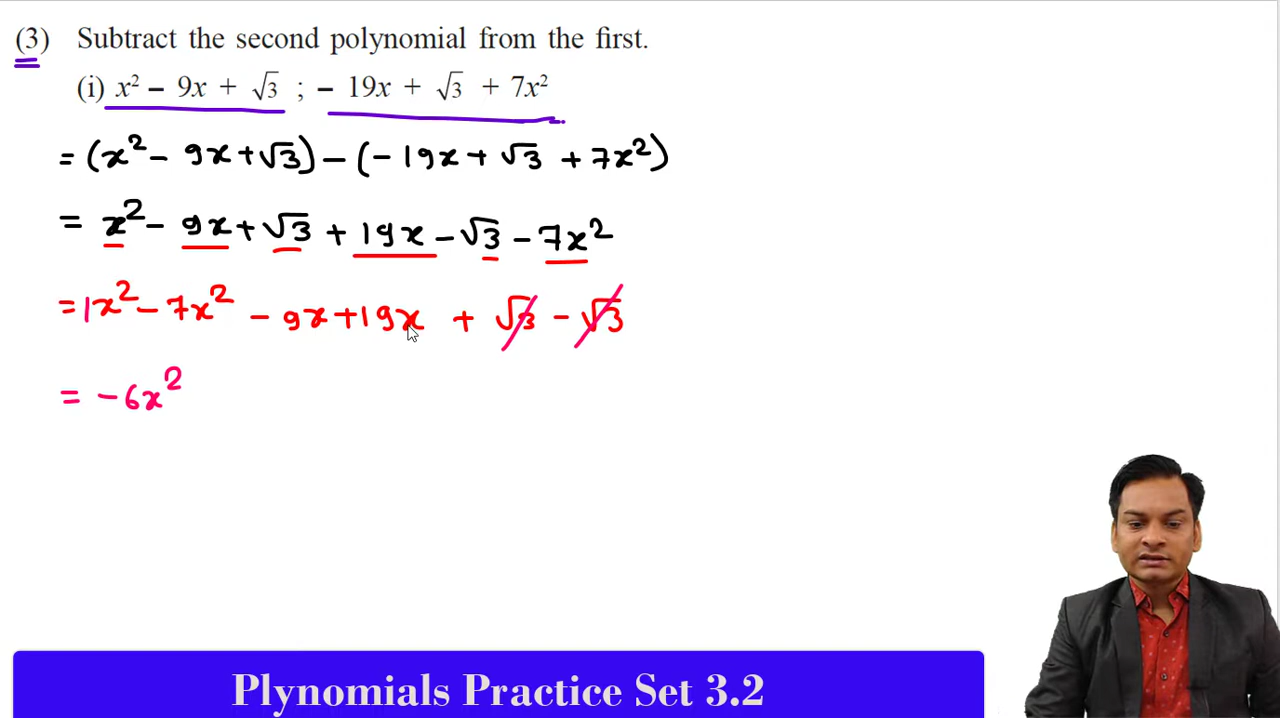 (3) Subtract the second polynomial from the first.
(i) x² – 9x + √3 ; – 19x + √3 + 7x²
= (x² – 9x + √3) – (– 19x + √3 + 7x²)
= x² – 9x + √3 + 19x – √3 – 7x²
= 1x² – 7x² – 9x + 19x + √3 – √3
= –6x²
Plynomials Practice Set 3.2